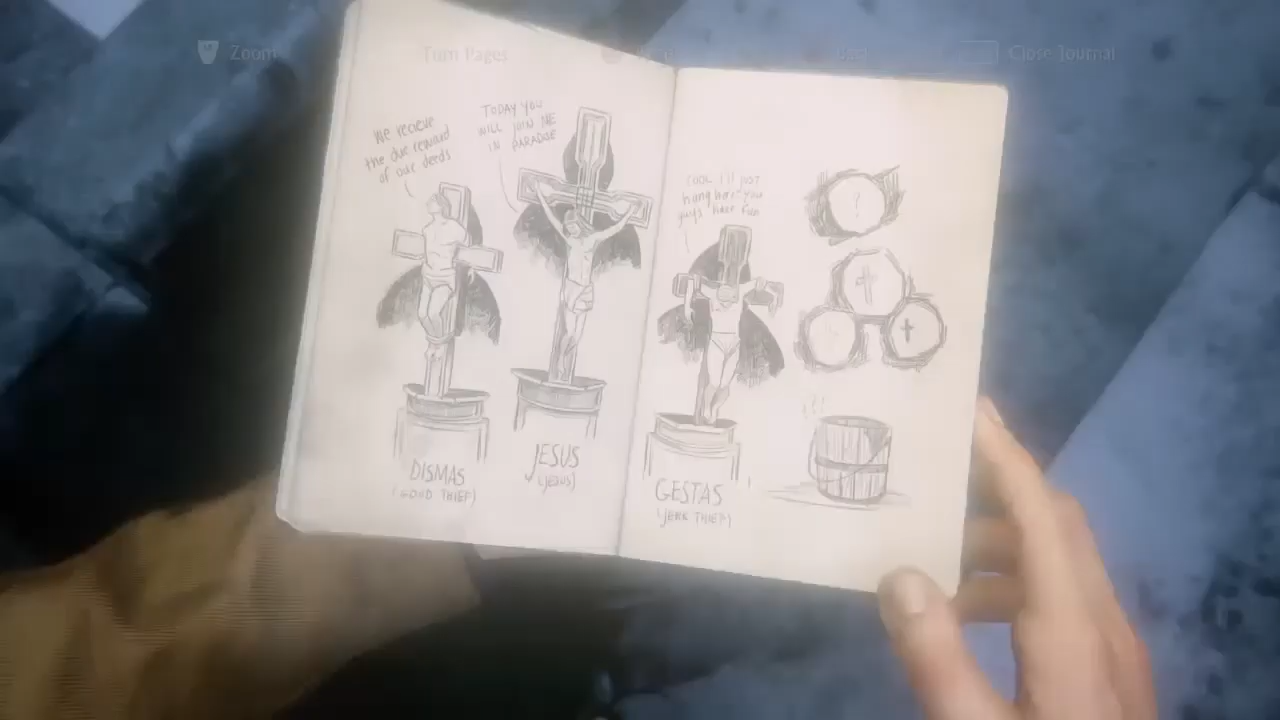 Zoom
Turn Pages
Close Journal
We recieve
the due reward
of our deeds
TODAY YOU
WILL JOIN ME
IN PARADISE
COOL I'll JUST
hang here you
guys have fun
?
DISMAS
(GOOD THIEF)
JESUS
(JESUS)
GESTAS
(JERK THIEF)